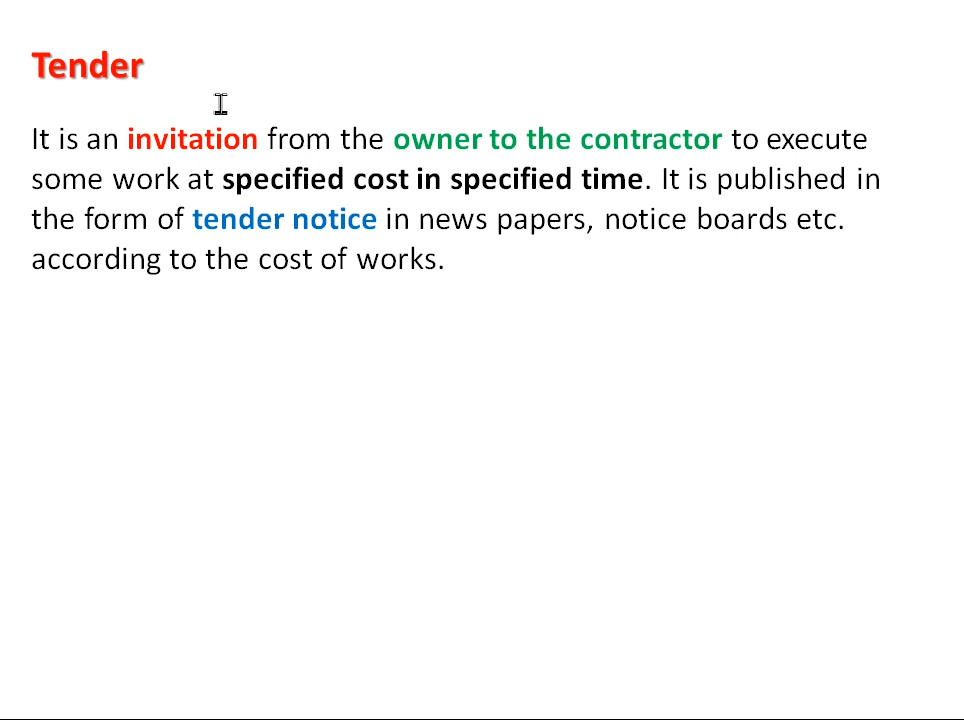 Tender
It is an invitation from the owner to the contractor to execute
some work at specified cost in specified time. It is published in
the form of tender notice in news papers, notice boards etc.
according to the cost of works.